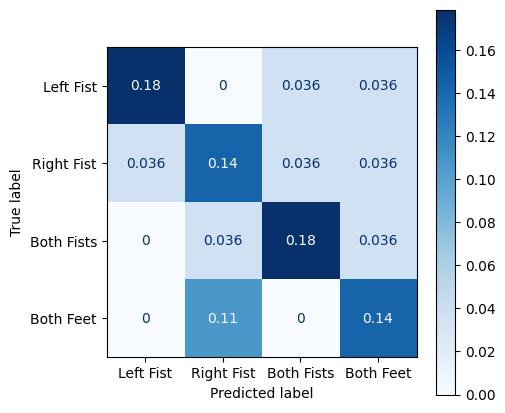 True label
Left Fist 0.18 0 0.036 0.036
Right Fist 0.036 0.14 0.036 0.036
Both Fists 0 0.036 0.18 0.036
Both Feet 0 0.11 0 0.14
Left Fist Right Fist Both Fists Both Feet
Predicted label
0.16
0.14
0.12
0.10
0.08
0.06
0.04
0.02
0.00